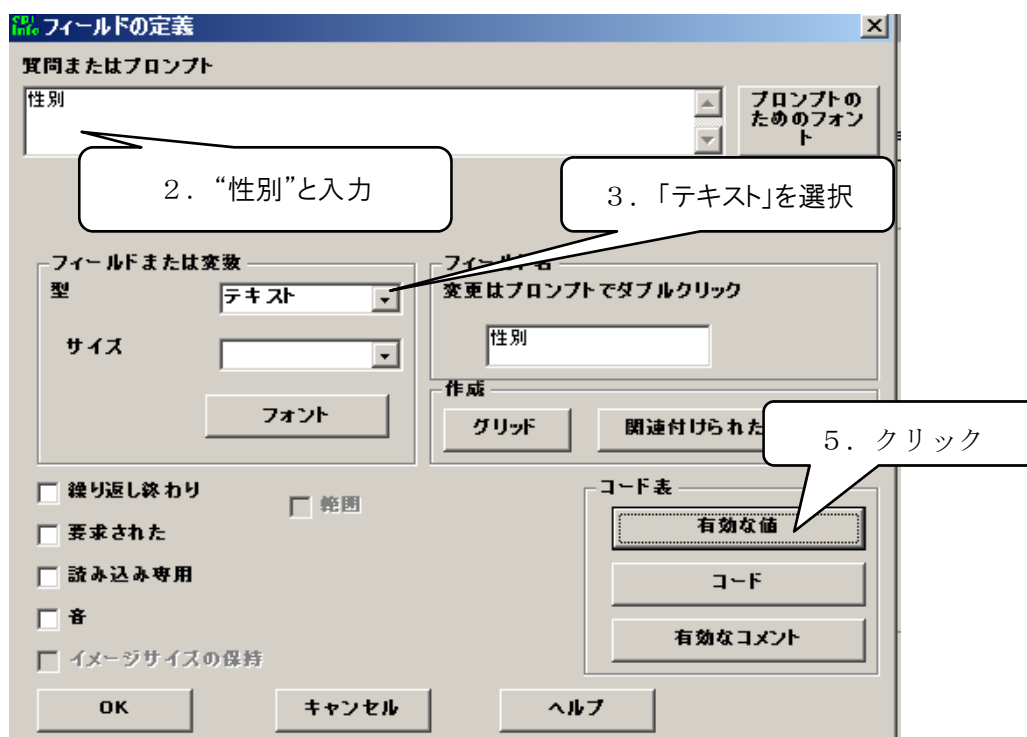 EPI
Info フィールドの定義
質問またはプロンプト
性別
プロンプトの
ためのフォン
ト
2．“性別”と入力
3．「テキスト」を選択
フィールドまたは変数
型
テキスト
サイズ
フォント
フィールド名
変更はプロンプトでダブルクリック
性別
作成
グリッド
関連付けられた
5．クリック
繰り返し終わり
範囲
要求された
読み込み専用
音
イメージサイズの保持
コード表
有効な値
コード
有効なコメント
OK
キャンセル
ヘルプ